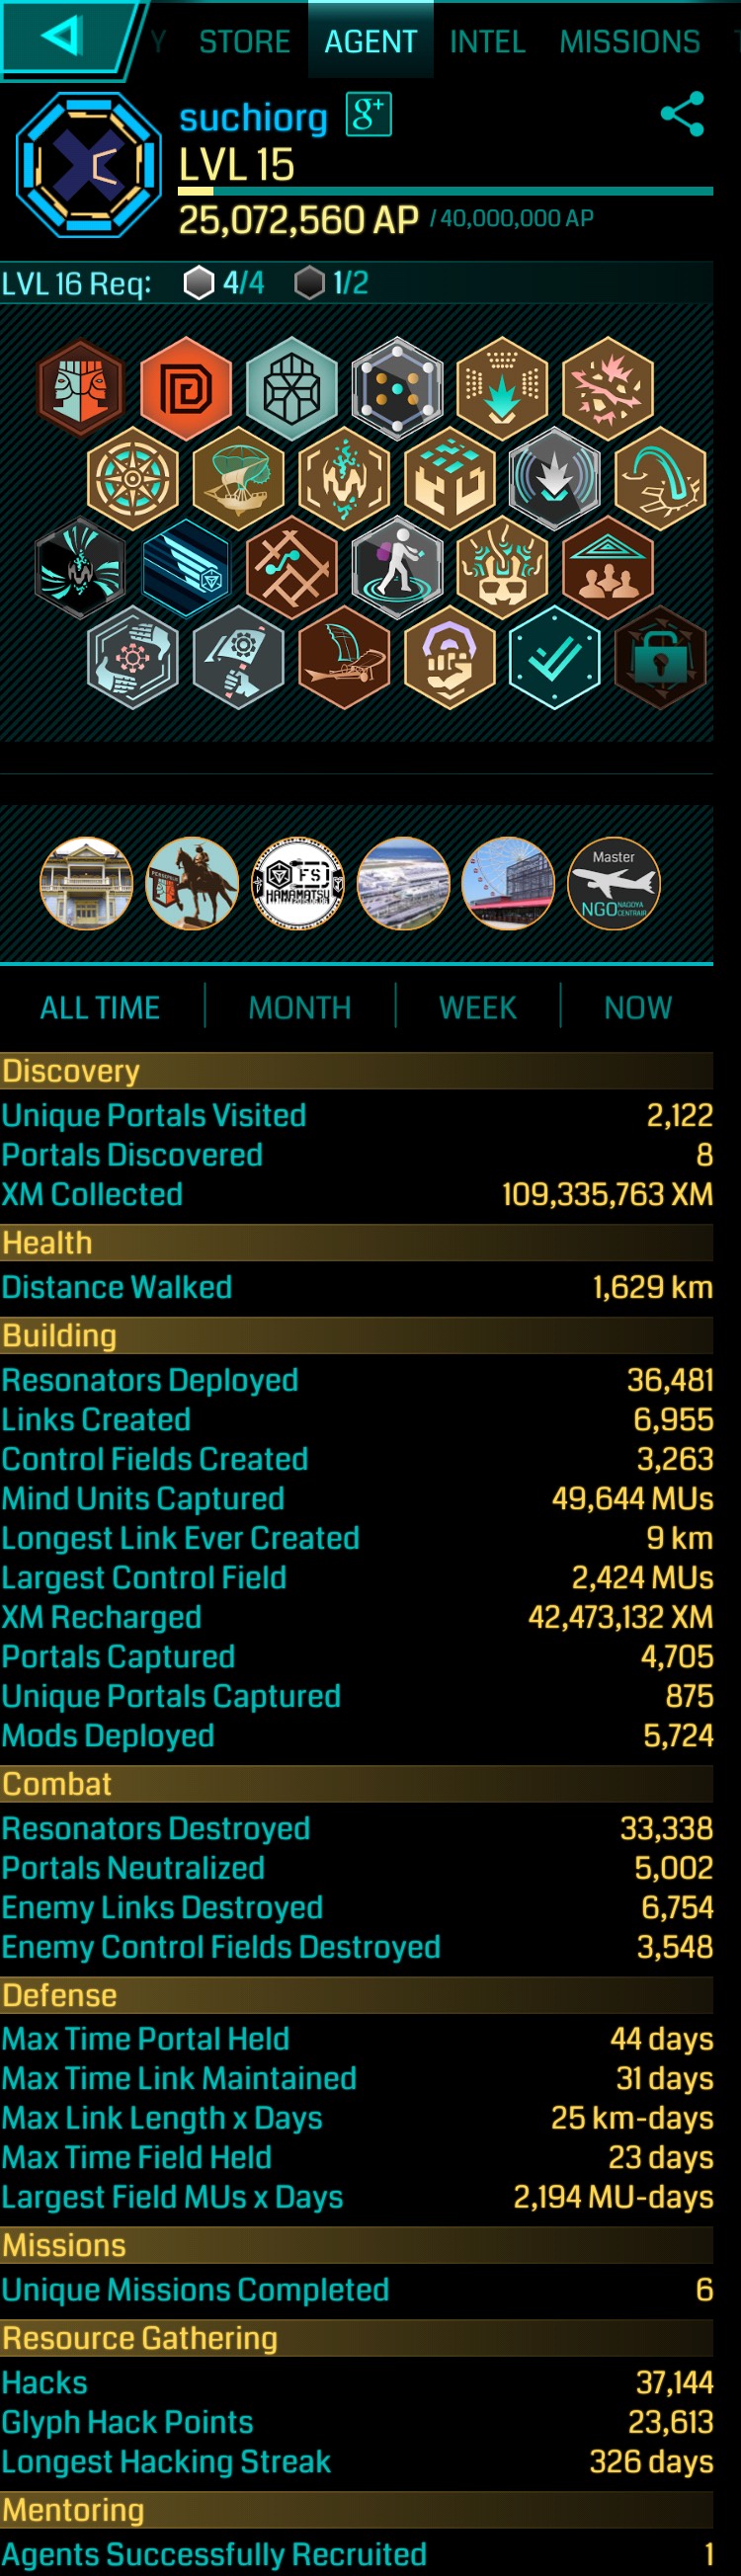 Y STORE AGENT INTEL MISSIONS
suchiorg g+
LVL 15
25,072,560 AP / 40,000,000 AP
LVL 16 Req: 4/4 1/2
PERSEPOLIS
FS
HAMAMATSU
Master
NGO NAGOYA CENTRAIR
ALL TIME MONTH WEEK NOW
Discovery
Unique Portals Visited 2,122
Portals Discovered 8
XM Collected 109,335,763 XM
Health
Distance Walked 1,629 km
Building
Resonators Deployed 36,481
Links Created 6,955
Control Fields Created 3,263
Mind Units Captured 49,644 MUs
Longest Link Ever Created 9 km
Largest Control Field 2,424 MUs
XM Recharged 42,473,132 XM
Portals Captured 4,705
Unique Portals Captured 875
Mods Deployed 5,724
Combat
Resonators Destroyed 33,338
Portals Neutralized 5,002
Enemy Links Destroyed 6,754
Enemy Control Fields Destroyed 3,548
Defense
Max Time Portal Held 44 days
Max Time Link Maintained 31 days
Max Link Length x Days 25 km-days
Max Time Field Held 23 days
Largest Field MUs x Days 2,194 MU-days
Missions
Unique Missions Completed 6
Resource Gathering
Hacks 37,144
Glyph Hack Points 23,613
Longest Hacking Streak 326 days
Mentoring
Agents Successfully Recruited 1